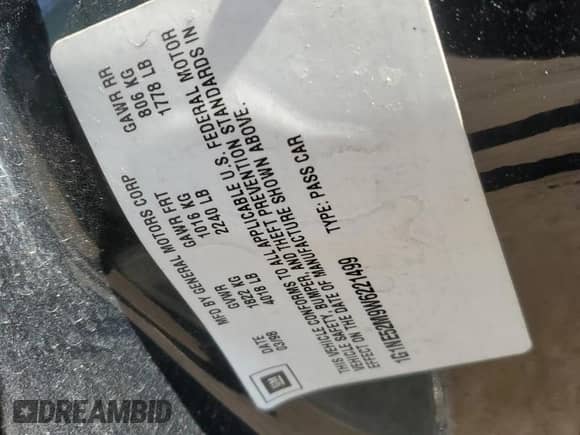 MFD BY GENERAL MOTORS CORP
DATE GVWR GAWR FRT GAWR RR
03/98 1822 KG 1016 KG 806 KG
4018 LB 2240 LB 1778 LB
THIS VEHICLE CONFORMS TO ALL APPLICABLE U.S. FEDERAL MOTOR
VEHICLE SAFETY, BUMPER, AND THEFT PREVENTION STANDARDS IN
EFFECT ON THE DATE OF MANUFACTURE SHOWN ABOVE.
1G1NE52M9W6221499 TYPE: PASS CAR
GM
DREAMBID